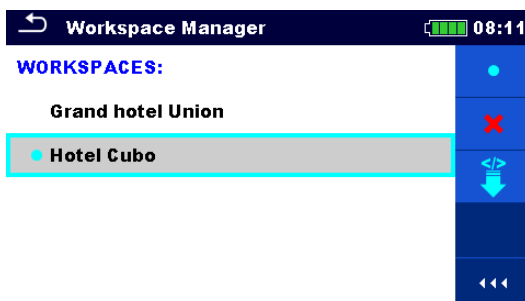 Workspace Manager
08:11
WORKSPACES:
Grand hotel Union
Hotel Cubo
</>